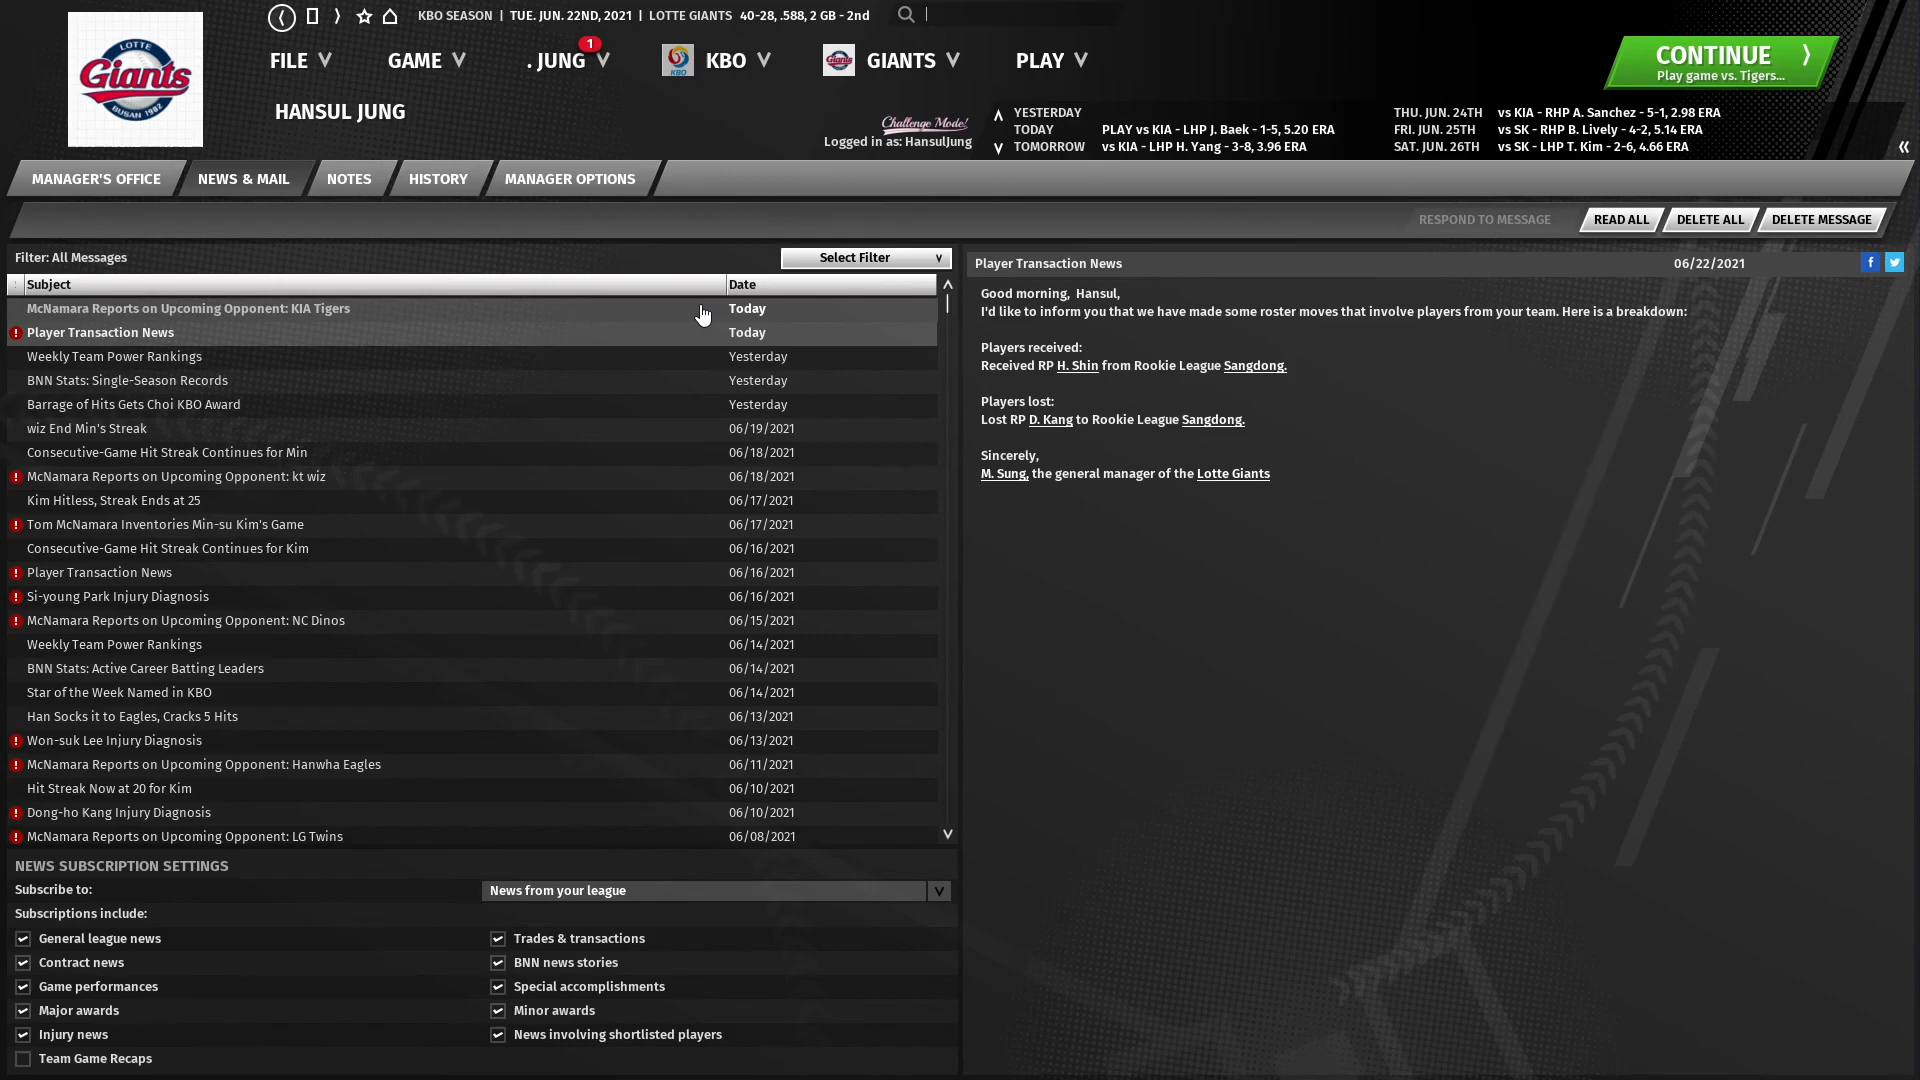 LOTTE
Giants
BUSAN 1982
KBO SEASON | TUE. JUN. 22ND, 2021 | LOTTE GIANTS 40-28, .588, 2 GB - 2nd
FILE
GAME
. JUNG
1
KBO
KBO
Giants
GIANTS
PLAY
CONTINUE
Play game vs. Tigers...
HANSUL JUNG
Challenge Mode!
Logged in as: HansulJung
YESTERDAY
TODAY PLAY vs KIA - LHP J. Baek - 1-5, 5.20 ERA
TOMORROW vs KIA - LHP H. Yang - 3-8, 3.96 ERA
THU. JUN. 24TH vs KIA - RHP A. Sanchez - 5-1, 2.98 ERA
FRI. JUN. 25TH vs SK - RHP B. Lively - 4-2, 5.14 ERA
SAT. JUN. 26TH vs SK - LHP T. Kim - 2-6, 4.66 ERA
MANAGER'S OFFICE
NEWS & MAIL
NOTES
HISTORY
MANAGER OPTIONS
RESPOND TO MESSAGE
READ ALL
DELETE ALL
DELETE MESSAGE
Filter: All Messages
Select Filter
Subject Date
McNamara Reports on Upcoming Opponent: KIA Tigers Today
! Player Transaction News Today
Weekly Team Power Rankings Yesterday
BNN Stats: Single-Season Records Yesterday
Barrage of Hits Gets Choi KBO Award Yesterday
wiz End Min's Streak 06/19/2021
Consecutive-Game Hit Streak Continues for Min 06/18/2021
! McNamara Reports on Upcoming Opponent: kt wiz 06/18/2021
Kim Hitless, Streak Ends at 25 06/17/2021
! Tom McNamara Inventories Min-su Kim's Game 06/17/2021
Consecutive-Game Hit Streak Continues for Kim 06/16/2021
! Player Transaction News 06/16/2021
! Si-young Park Injury Diagnosis 06/16/2021
! McNamara Reports on Upcoming Opponent: NC Dinos 06/15/2021
Weekly Team Power Rankings 06/14/2021
BNN Stats: Active Career Batting Leaders 06/14/2021
Star of the Week Named in KBO 06/14/2021
Han Socks it to Eagles, Cracks 5 Hits 06/13/2021
! Won-suk Lee Injury Diagnosis 06/13/2021
! McNamara Reports on Upcoming Opponent: Hanwha Eagles 06/11/2021
Hit Streak Now at 20 for Kim 06/10/2021
! Dong-ho Kang Injury Diagnosis 06/10/2021
! McNamara Reports on Upcoming Opponent: LG Twins 06/08/2021
NEWS SUBSCRIPTION SETTINGS
Subscribe to: News from your league
Subscriptions include:
General league news
Trades & transactions
Contract news
BNN news stories
Game performances
Special accomplishments
Major awards
Minor awards
Injury news
News involving shortlisted players
Team Game Recaps
Player Transaction News 06/22/2021
Good morning, Hansul,
I'd like to inform you that we have made some roster moves that involve players from your team. Here is a breakdown:
Players received:
Received RP H. Shin from Rookie League Sangdong.
Players lost:
Lost RP D. Kang to Rookie League Sangdong.
Sincerely,
M. Sung, the general manager of the Lotte Giants